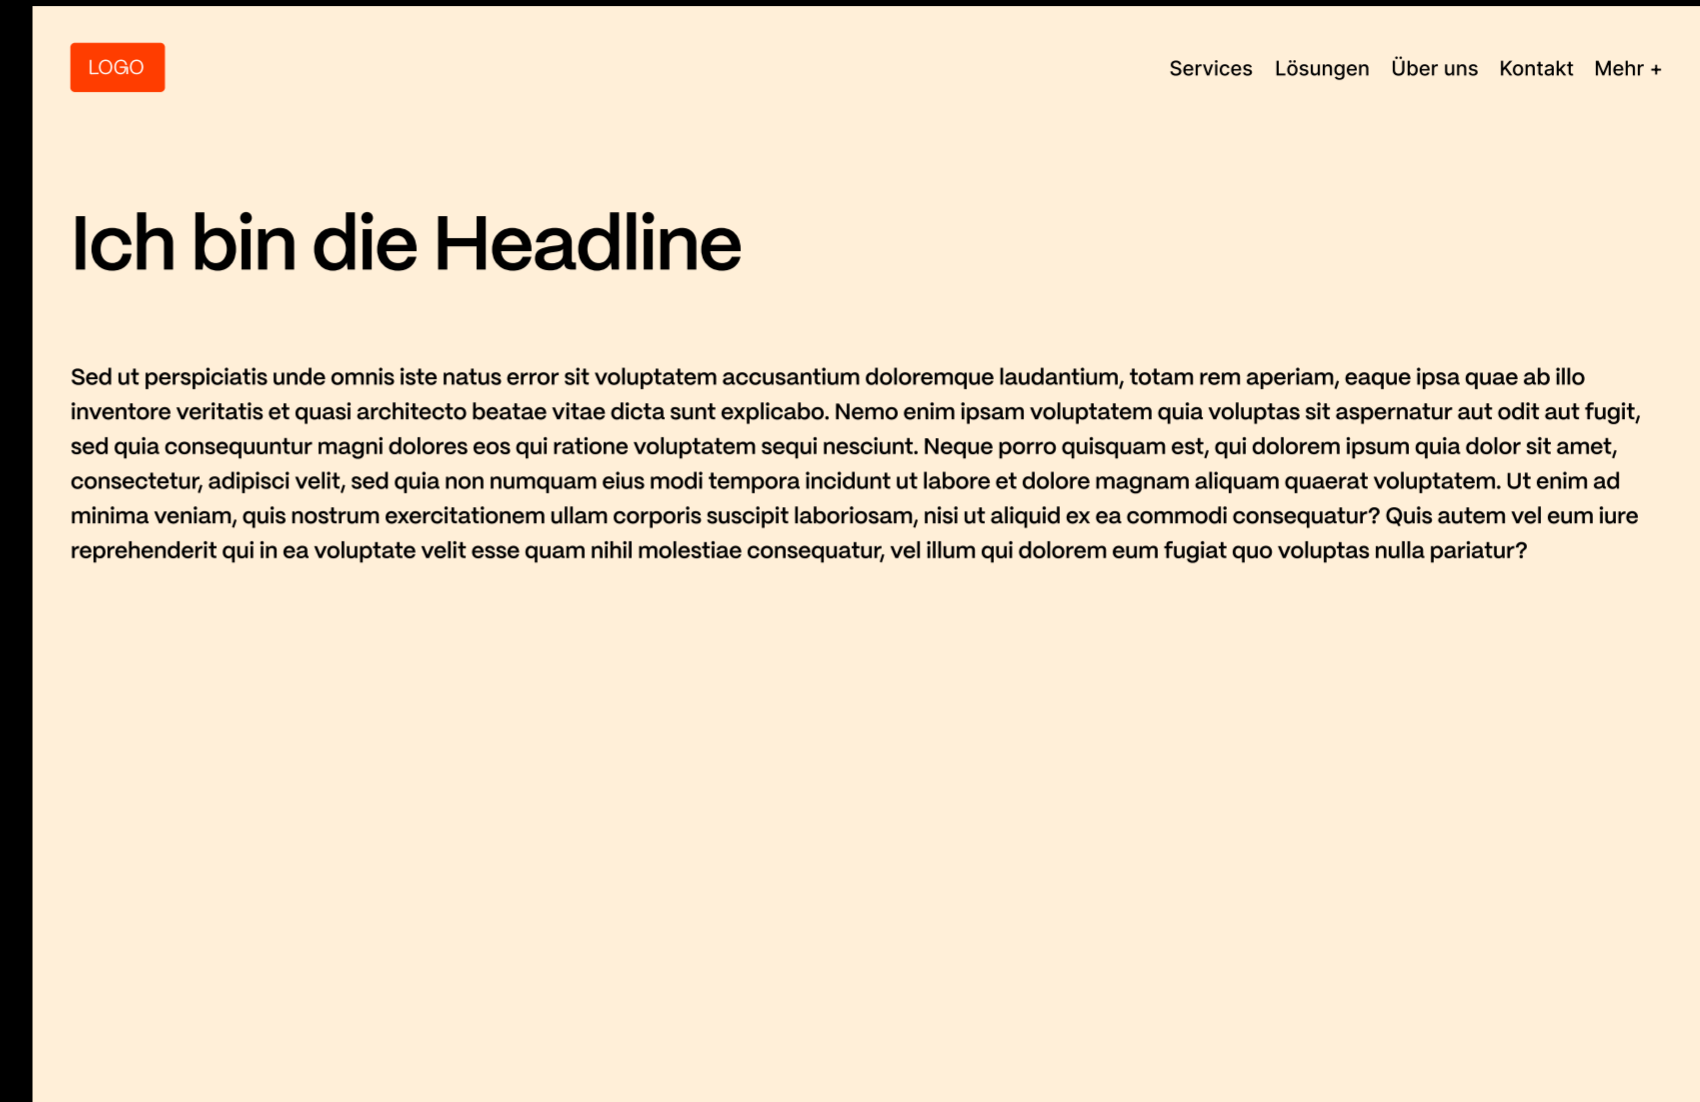 LOGO
Services Lösungen Über uns Kontakt Mehr +
Ich bin die Headline
Sed ut perspiciatis unde omnis iste natus error sit voluptatem accusantium doloremque laudantium, totam rem aperiam, eaque ipsa quae ab illo
inventore veritatis et quasi architecto beatae vitae dicta sunt explicabo. Nemo enim ipsam voluptatem quia voluptas sit aspernatur aut odit aut fugit,
sed quia consequuntur magni dolores eos qui ratione voluptatem sequi nesciunt. Neque porro quisquam est, qui dolorem ipsum quia dolor sit amet,
consectetur, adipisci velit, sed quia non numquam eius modi tempora incidunt ut labore et dolore magnam aliquam quaerat voluptatem. Ut enim ad
minima veniam, quis nostrum exercitationem ullam corporis suscipit laboriosam, nisi ut aliquid ex ea commodi consequatur? Quis autem vel eum iure
reprehenderit qui in ea voluptate velit esse quam nihil molestiae consequatur, vel illum qui dolorem eum fugiat quo voluptas nulla pariatur?